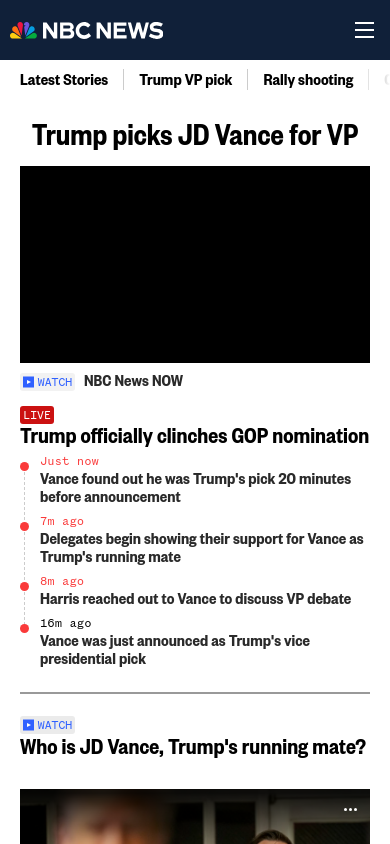 NBC NEWS
Latest Stories
Trump VP pick
Rally shooting
Trump picks JD Vance for VP
WATCH NBC News NOW
LIVE
Trump officially clinches GOP nomination
Just now
Vance found out he was Trump's pick 20 minutes
before announcement
7m ago
Delegates begin showing their support for Vance as
Trump's running mate
8m ago
Harris reached out to Vance to discuss VP debate
16m ago
Vance was just announced as Trump's vice
presidential pick
WATCH
Who is JD Vance, Trump's running mate?